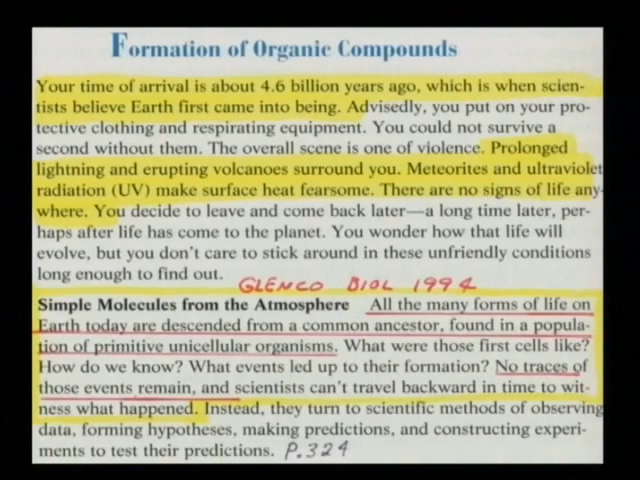 Formation of Organic Compounds
Your time of arrival is about 4.6 billion years ago, which is when scien-
tists believe Earth first came into being. Advisedly, you put on your pro-
tective clothing and respirating equipment. You could not survive a
second without them. The overall scene is one of violence. Prolonged
lightning and erupting volcanoes surround you. Meteorites and ultraviolet
radiation (UV) make surface heat fearsome. There are no signs of life any-
where. You decide to leave and come back later—a long time later, per-
haps after life has come to the planet. You wonder how that life will
evolve, but you don't care to stick around in these unfriendly conditions
long enough to find out.
GLENCO BIOL 1994
Simple Molecules from the Atmosphere All the many forms of life on
Earth today are descended from a common ancestor, found in a popula-
tion of primitive unicellular organisms. What were those first cells like?
How do we know? What events led up to their formation? No traces of
those events remain, and scientists can't travel backward in time to wit-
ness what happened. Instead, they turn to scientific methods of observing
data, forming hypotheses, making predictions, and constructing experi-
ments to test their predictions. P.324